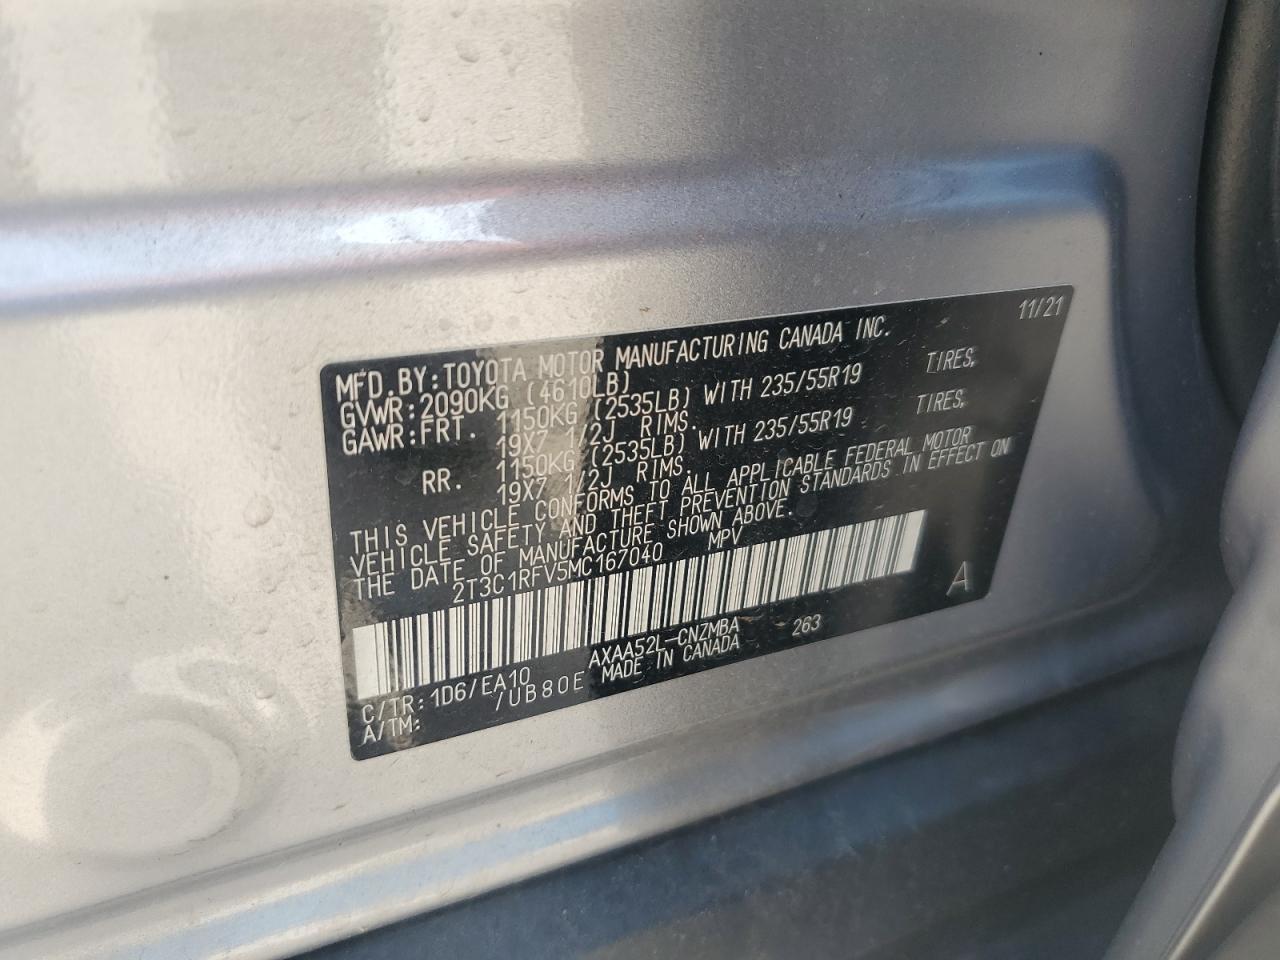 11/21
MFD.BY:TOYOTA MOTOR MANUFACTURING CANADA INC.
GVWR:2090KG (4610LB)
GAWR:FRT. 1150KG (2535LB) WITH 235/55R19 TIRES,
19X7 1/2J RIMS.
RR. 1150KG (2535LB) WITH 235/55R19 TIRES,
19X7 1/2J RIMS.
THIS VEHICLE CONFORMS TO ALL APPLICABLE FEDERAL MOTOR
VEHICLE SAFETY AND THEFT PREVENTION STANDARDS IN EFFECT ON
THE DATE OF MANUFACTURE SHOWN ABOVE.
2T3C1RFV5MC167040 MPV
A
C/TR:1D6/EA10 AXAA52L-CNZMBA 263
A/TM: /UB80E MADE IN CANADA